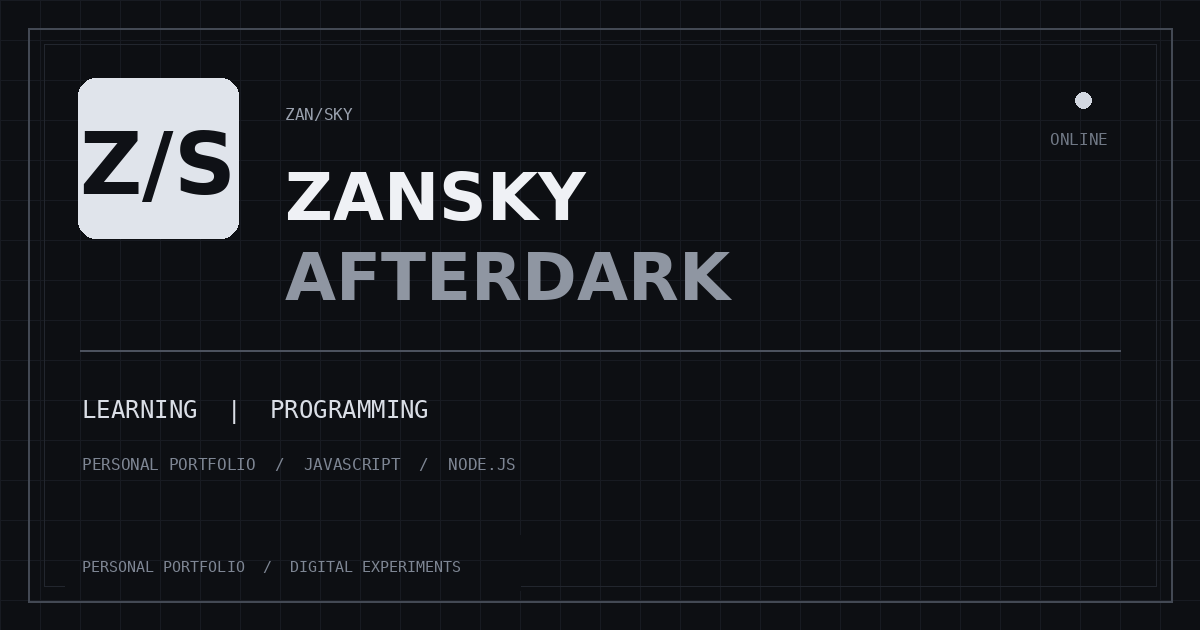 Z/S
ZAN/SKY
ONLINE
ZANSKY
AFTERDARK
LEARNING | PROGRAMMING
PERSONAL PORTFOLIO / JAVASCRIPT / NODE.JS
PERSONAL PORTFOLIO / DIGITAL EXPERIMENTS